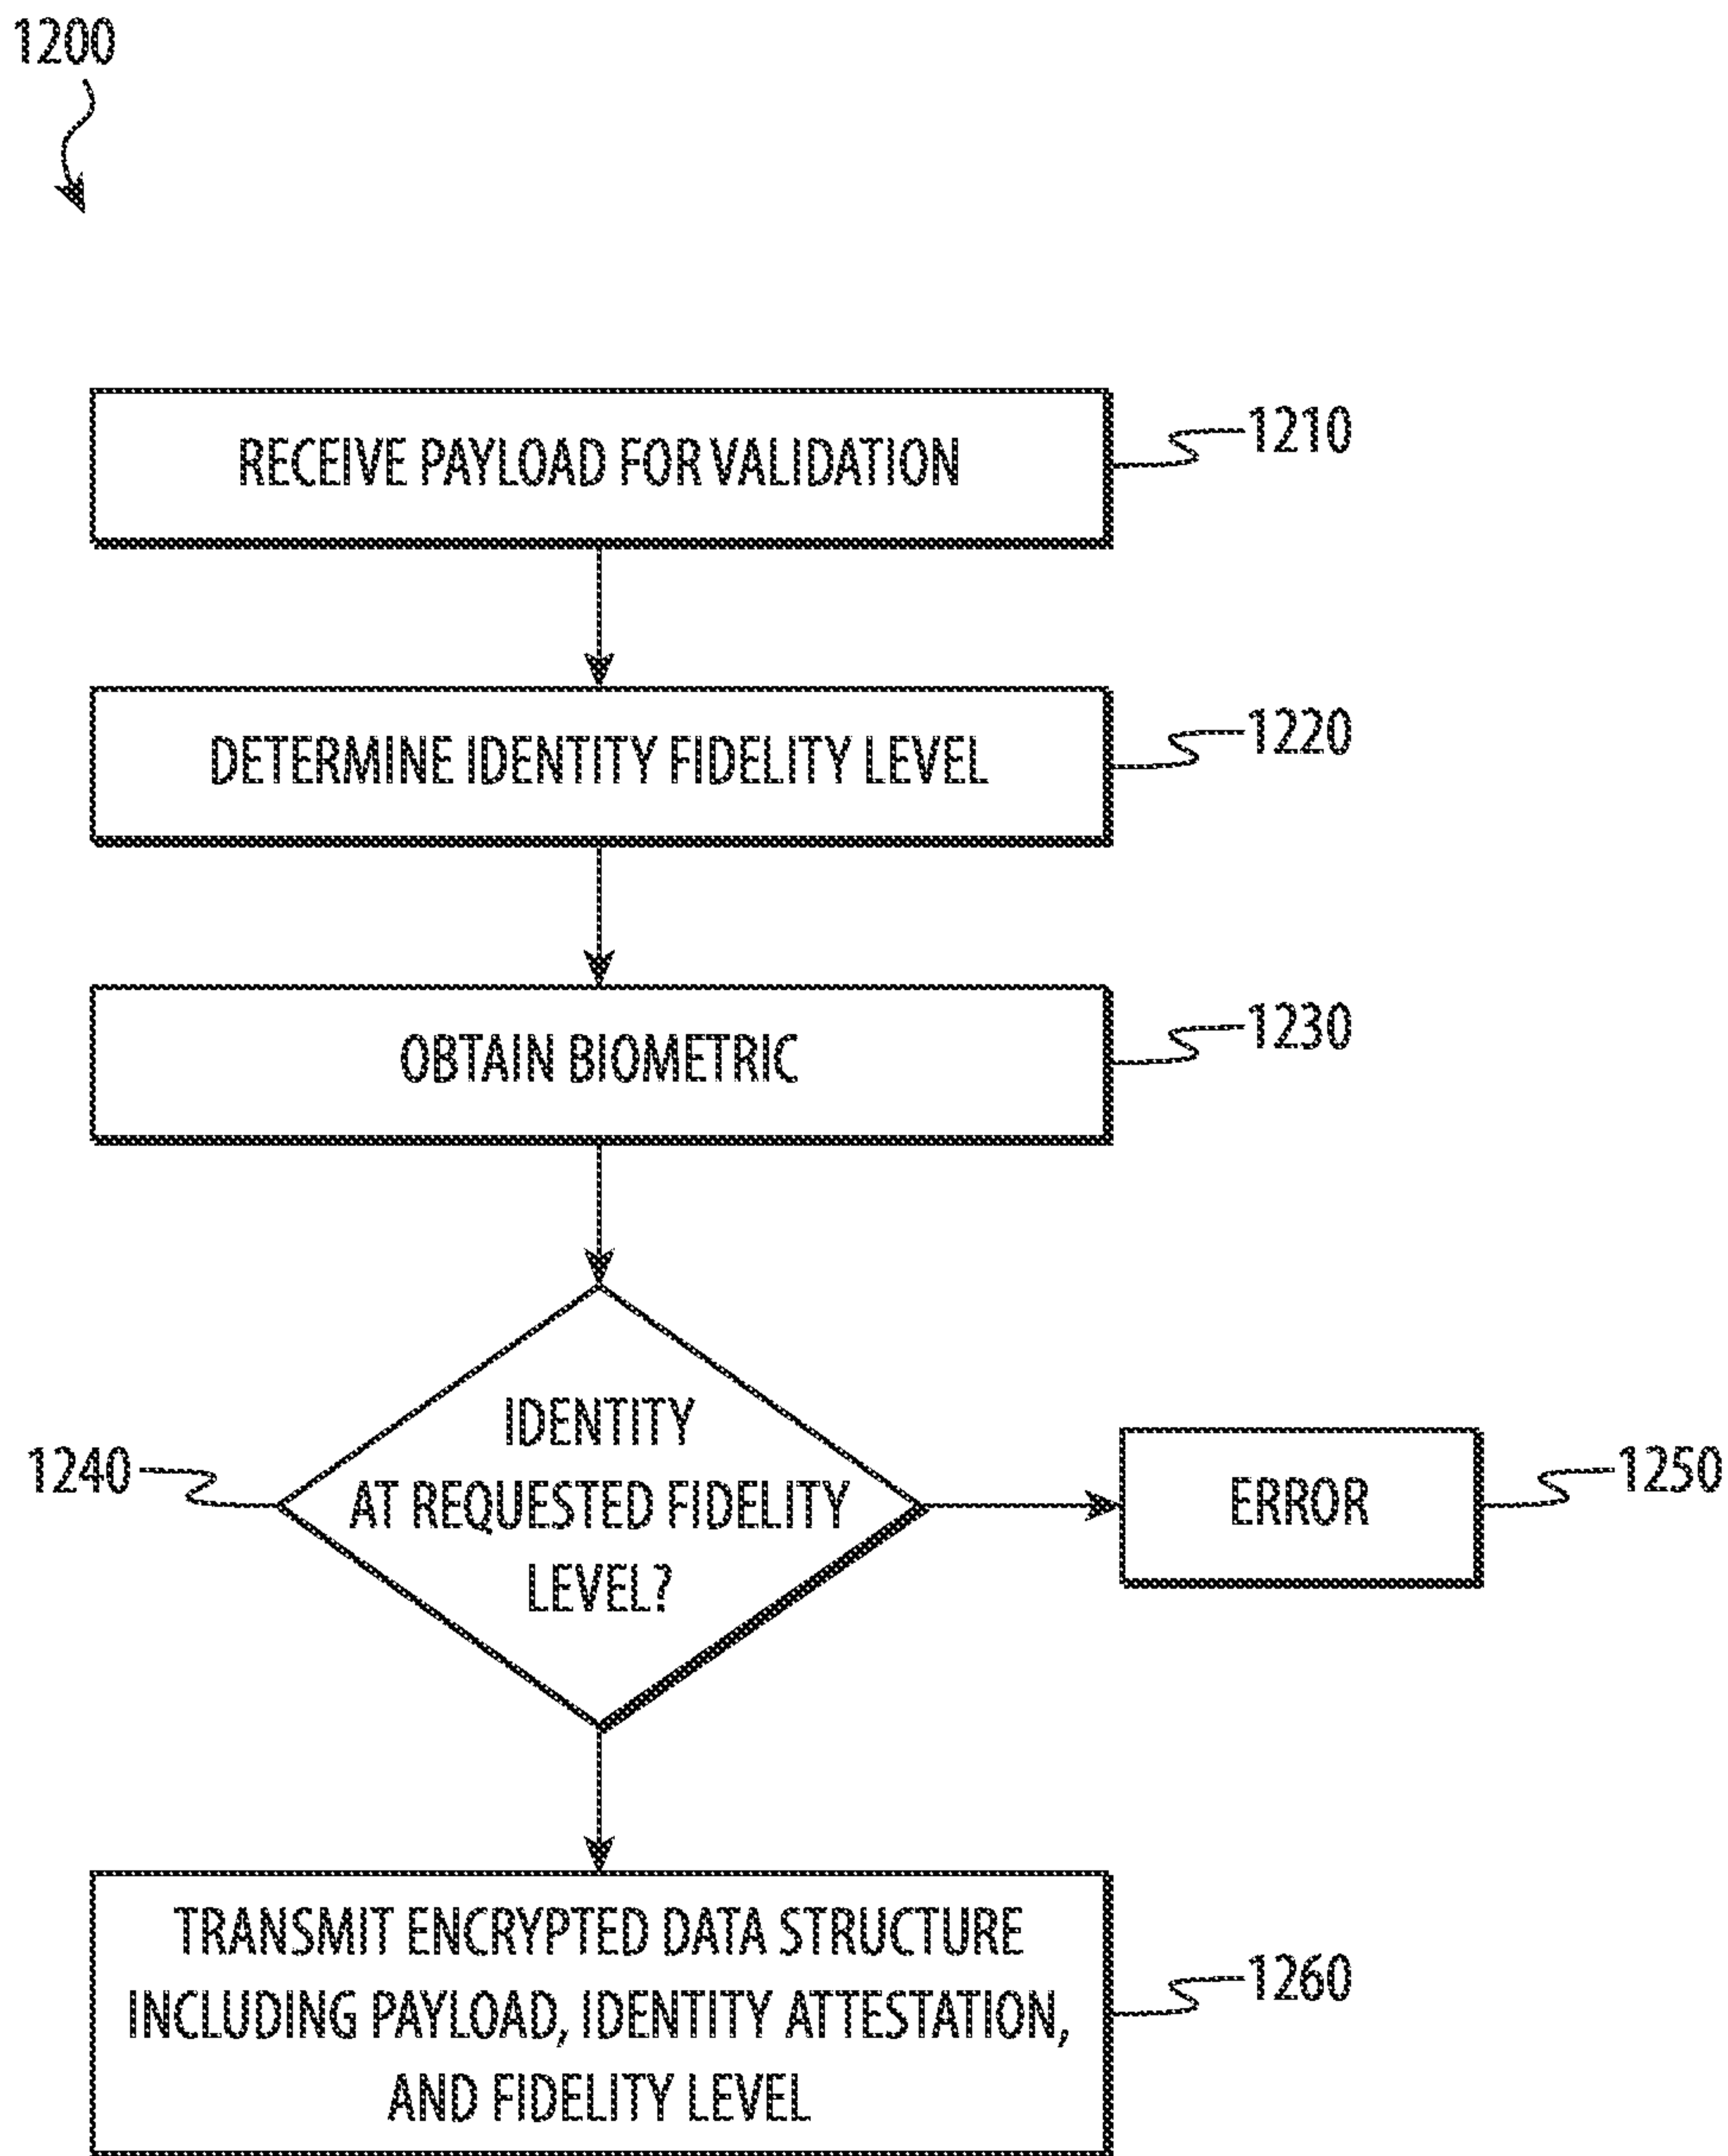 1200
RECEIVE PAYLOAD FOR VALIDATION
1210
DETERMINE IDENTITY FIDELITY LEVEL
1220
OBTAIN BIOMETRIC
1230
IDENTITY
AT REQUESTED FIDELITY
LEVEL?
1240
ERROR
1250
TRANSMIT ENCRYPTED DATA STRUCTURE
INCLUDING PAYLOAD, IDENTITY ATTESTATION,
AND FIDELITY LEVEL
1260